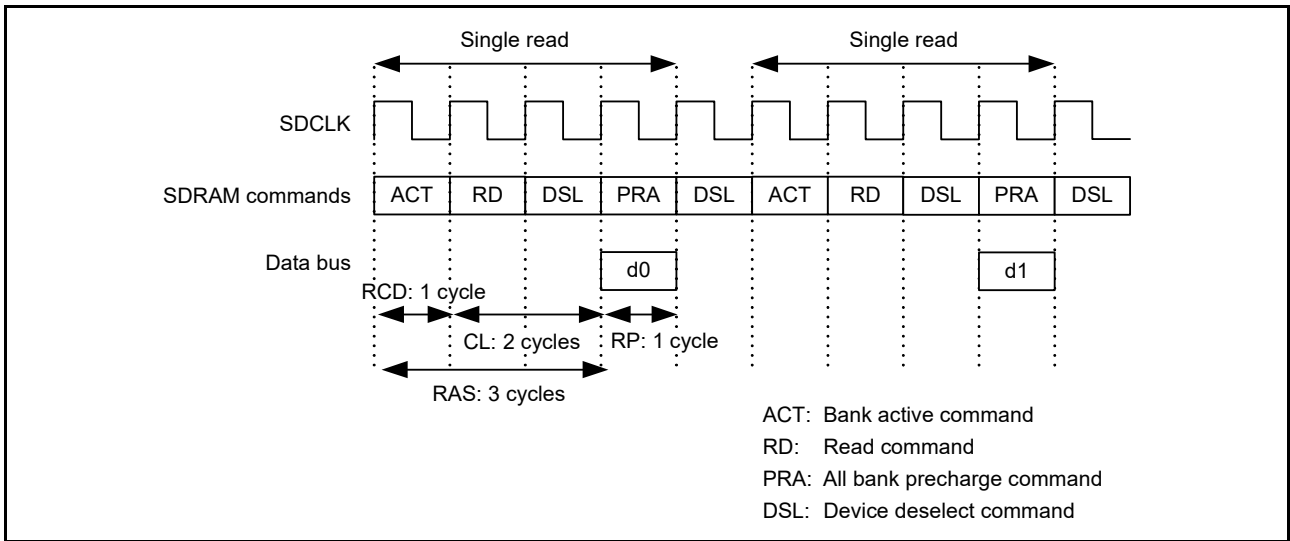 Single read Single read
SDCLK
SDRAM commands ACT RD DSL PRA DSL ACT RD DSL PRA DSL
Data bus d0 d1
RCD: 1 cycle
CL: 2 cycles RP: 1 cycle
RAS: 3 cycles
ACT: Bank active command
RD: Read command
PRA: All bank precharge command
DSL: Device deselect command